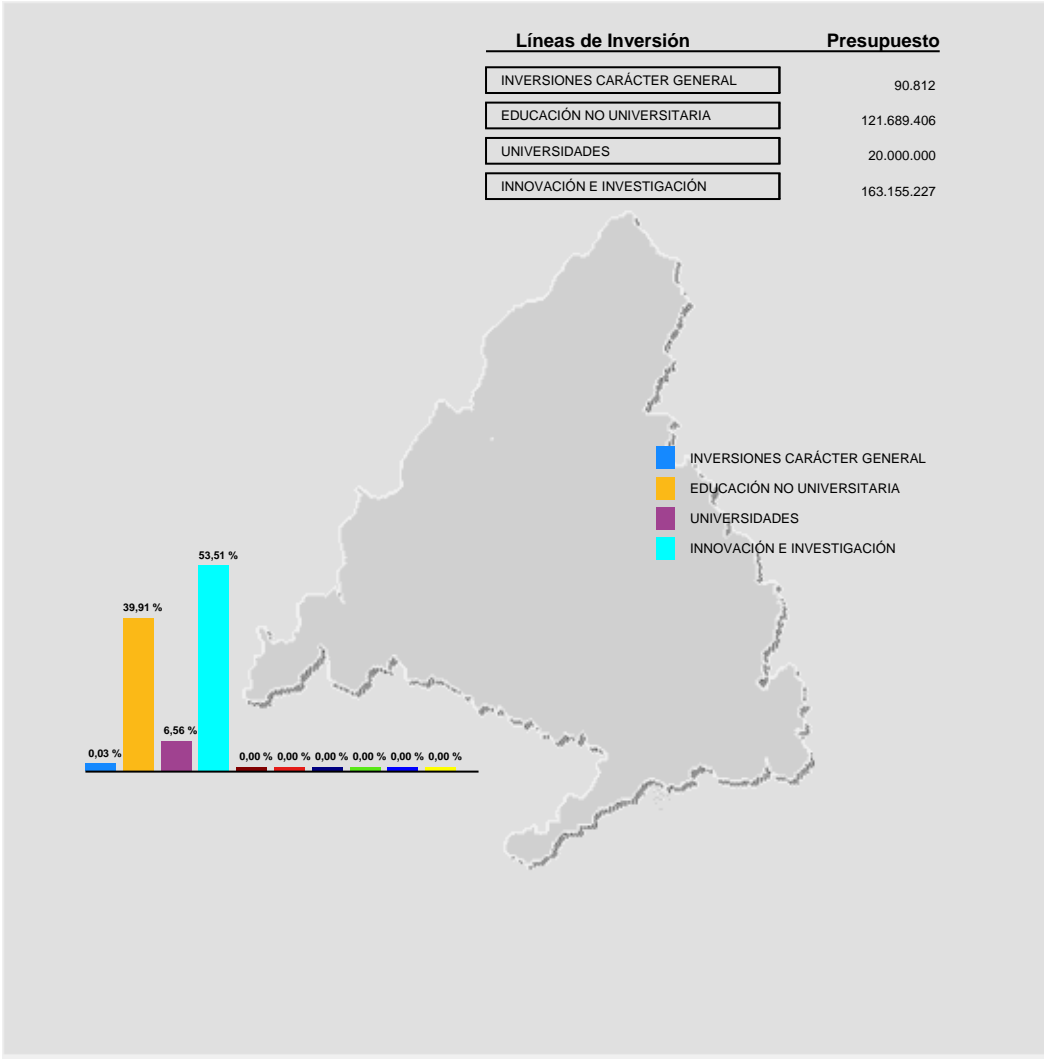 Líneas de Inversión Presupuesto
INVERSIONES CARÁCTER GENERAL 90.812
EDUCACIÓN NO UNIVERSITARIA 121.689.406
UNIVERSIDADES 20.000.000
INNOVACIÓN E INVESTIGACIÓN 163.155.227
INVERSIONES CARÁCTER GENERAL
EDUCACIÓN NO UNIVERSITARIA
UNIVERSIDADES
INNOVACIÓN E INVESTIGACIÓN
53,51 %
39,91 %
6,56 %
0,03 % 0,00 % 0,00 % 0,00 % 0,00 % 0,00 % 0,00 %